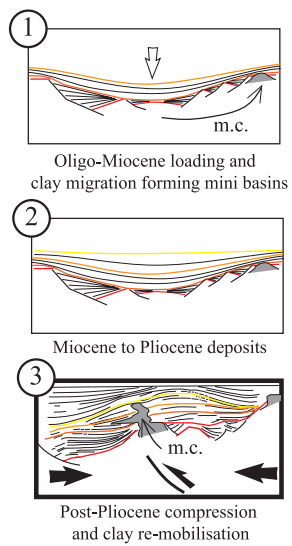 1
m.c.
Oligo-Miocene loading and
clay migration forming mini basins
2
Miocene to Pliocene deposits
3
m.c.
Post-Pliocene compression
and clay re-mobilisation